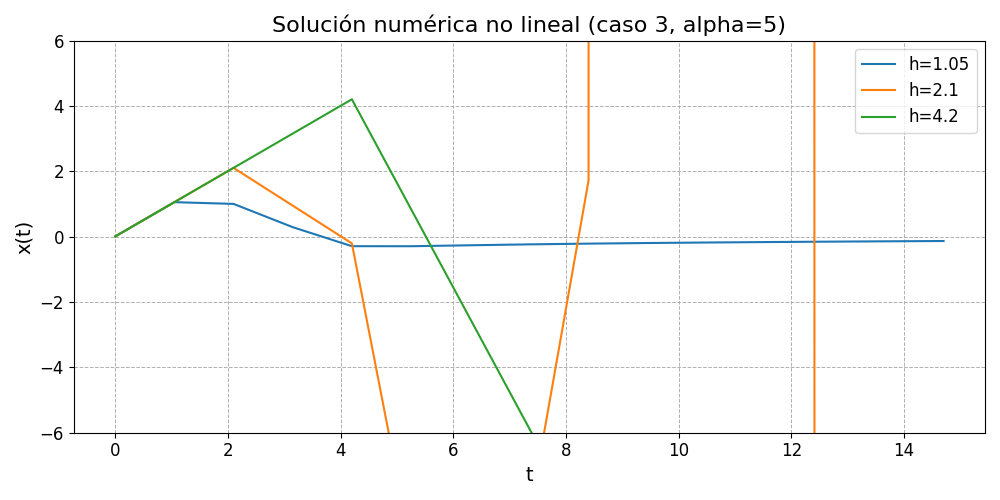 Solución numérica no lineal (caso 3, alpha=5)
h=1.05
h=2.1
h=4.2
x(t)
6
4
2
0
−2
−4
−6
0 2 4 6 8 10 12 14
t